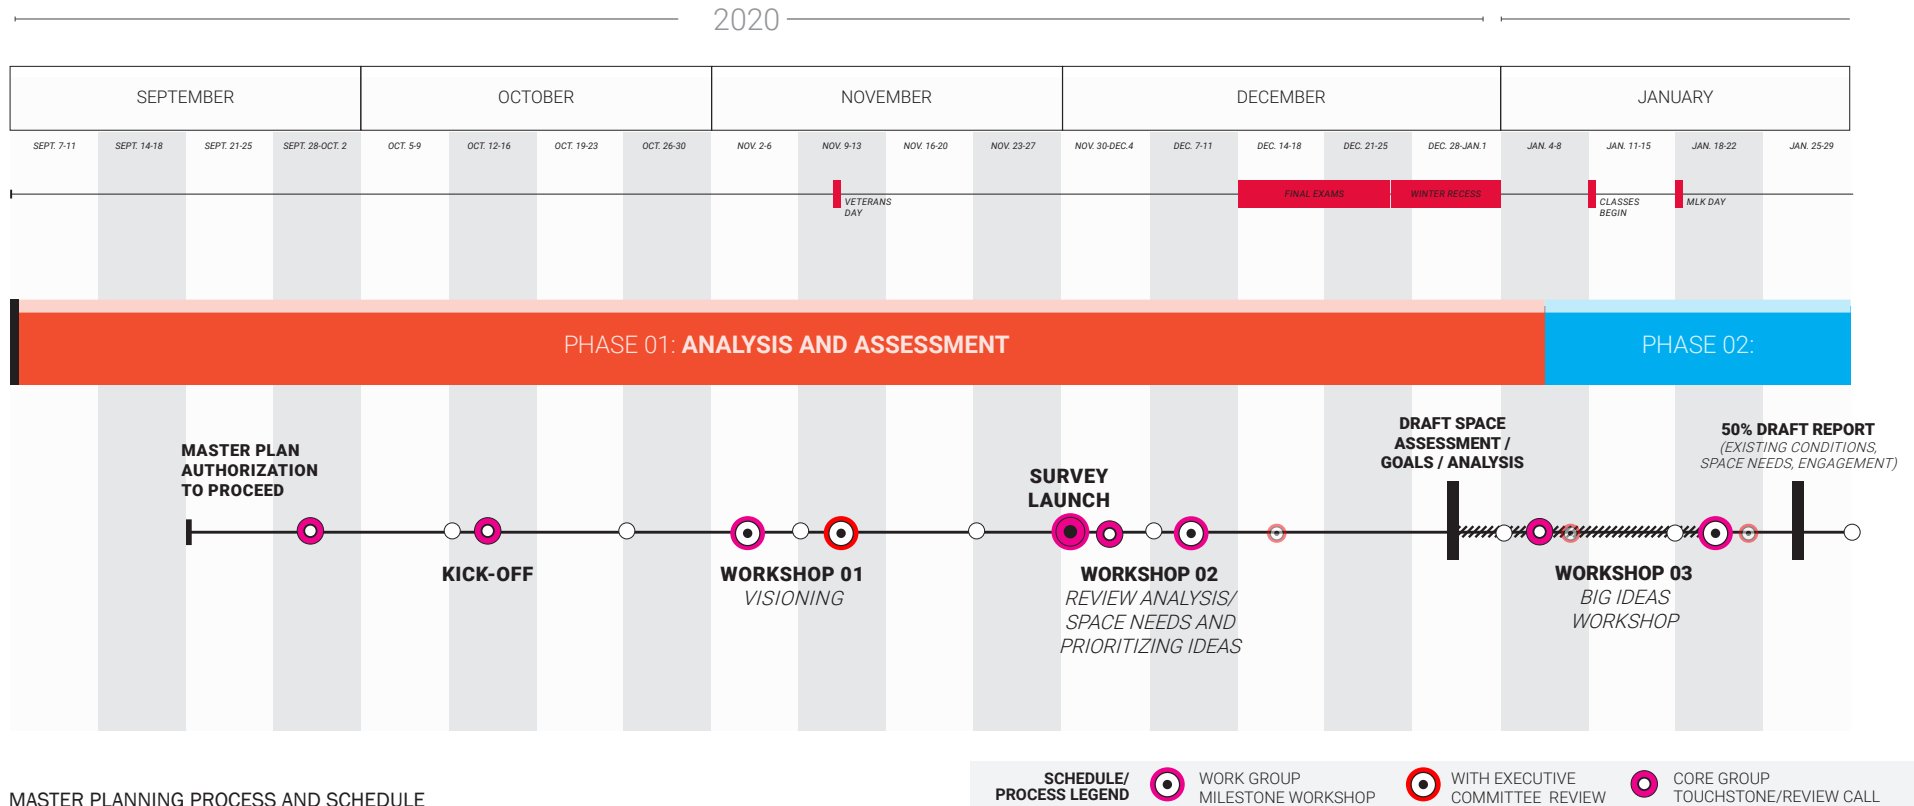 2020
SEPTEMBER
OCTOBER
NOVEMBER
DECEMBER
JANUARY
SEPT. 7-11
SEPT. 14-18
SEPT. 21-25
SEPT. 28-OCT. 2
OCT. 5-9
OCT. 12-16
OCT. 19-23
OCT. 26-30
NOV. 2-6
NOV. 9-13
NOV. 16-20
NOV. 23-27
NOV. 30-DEC.4
DEC. 7-11
DEC. 14-18
DEC. 21-25
DEC. 28-JAN.1
JAN. 4-8
JAN. 11-15
JAN. 18-22
JAN. 25-29
VETERANS
DAY
FINAL EXAMS
WINTER RECESS
CLASSES
BEGIN
MLK DAY
PHASE 01: ANALYSIS AND ASSESSMENT
PHASE 02:
MASTER PLAN
AUTHORIZATION
TO PROCEED
KICK-OFF
WORKSHOP 01
VISIONING
SURVEY
LAUNCH
WORKSHOP 02
REVIEW ANALYSIS/
SPACE NEEDS AND
PRIORITIZING IDEAS
DRAFT SPACE
ASSESSMENT /
GOALS / ANALYSIS
WORKSHOP 03
BIG IDEAS
WORKSHOP
50% DRAFT REPORT
(EXISTING CONDITIONS,
SPACE NEEDS, ENGAGEMENT)
MASTER PLANNING PROCESS AND SCHEDULE
SCHEDULE/
PROCESS LEGEND
WORK GROUP
MILESTONE WORKSHOP
WITH EXECUTIVE
COMMITTEE REVIEW
CORE GROUP
TOUCHSTONE/REVIEW CALL